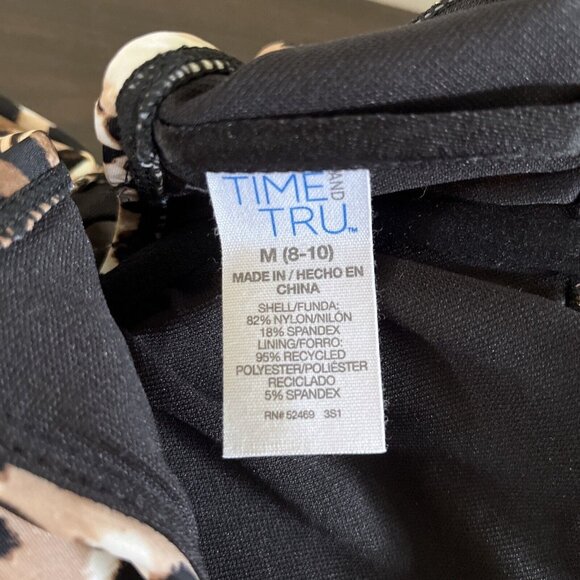 TIME AND
TRU™
M (8-10)
MADE IN / HECHO EN
CHINA
SHELL/FUNDA:
82% NYLON/NILÓN
18% SPANDEX
LINING/FORRO:
95% RECYCLED
POLYESTER/POLIÉSTER
RECICLADO
5% SPANDEX
RN# 52469 3S1